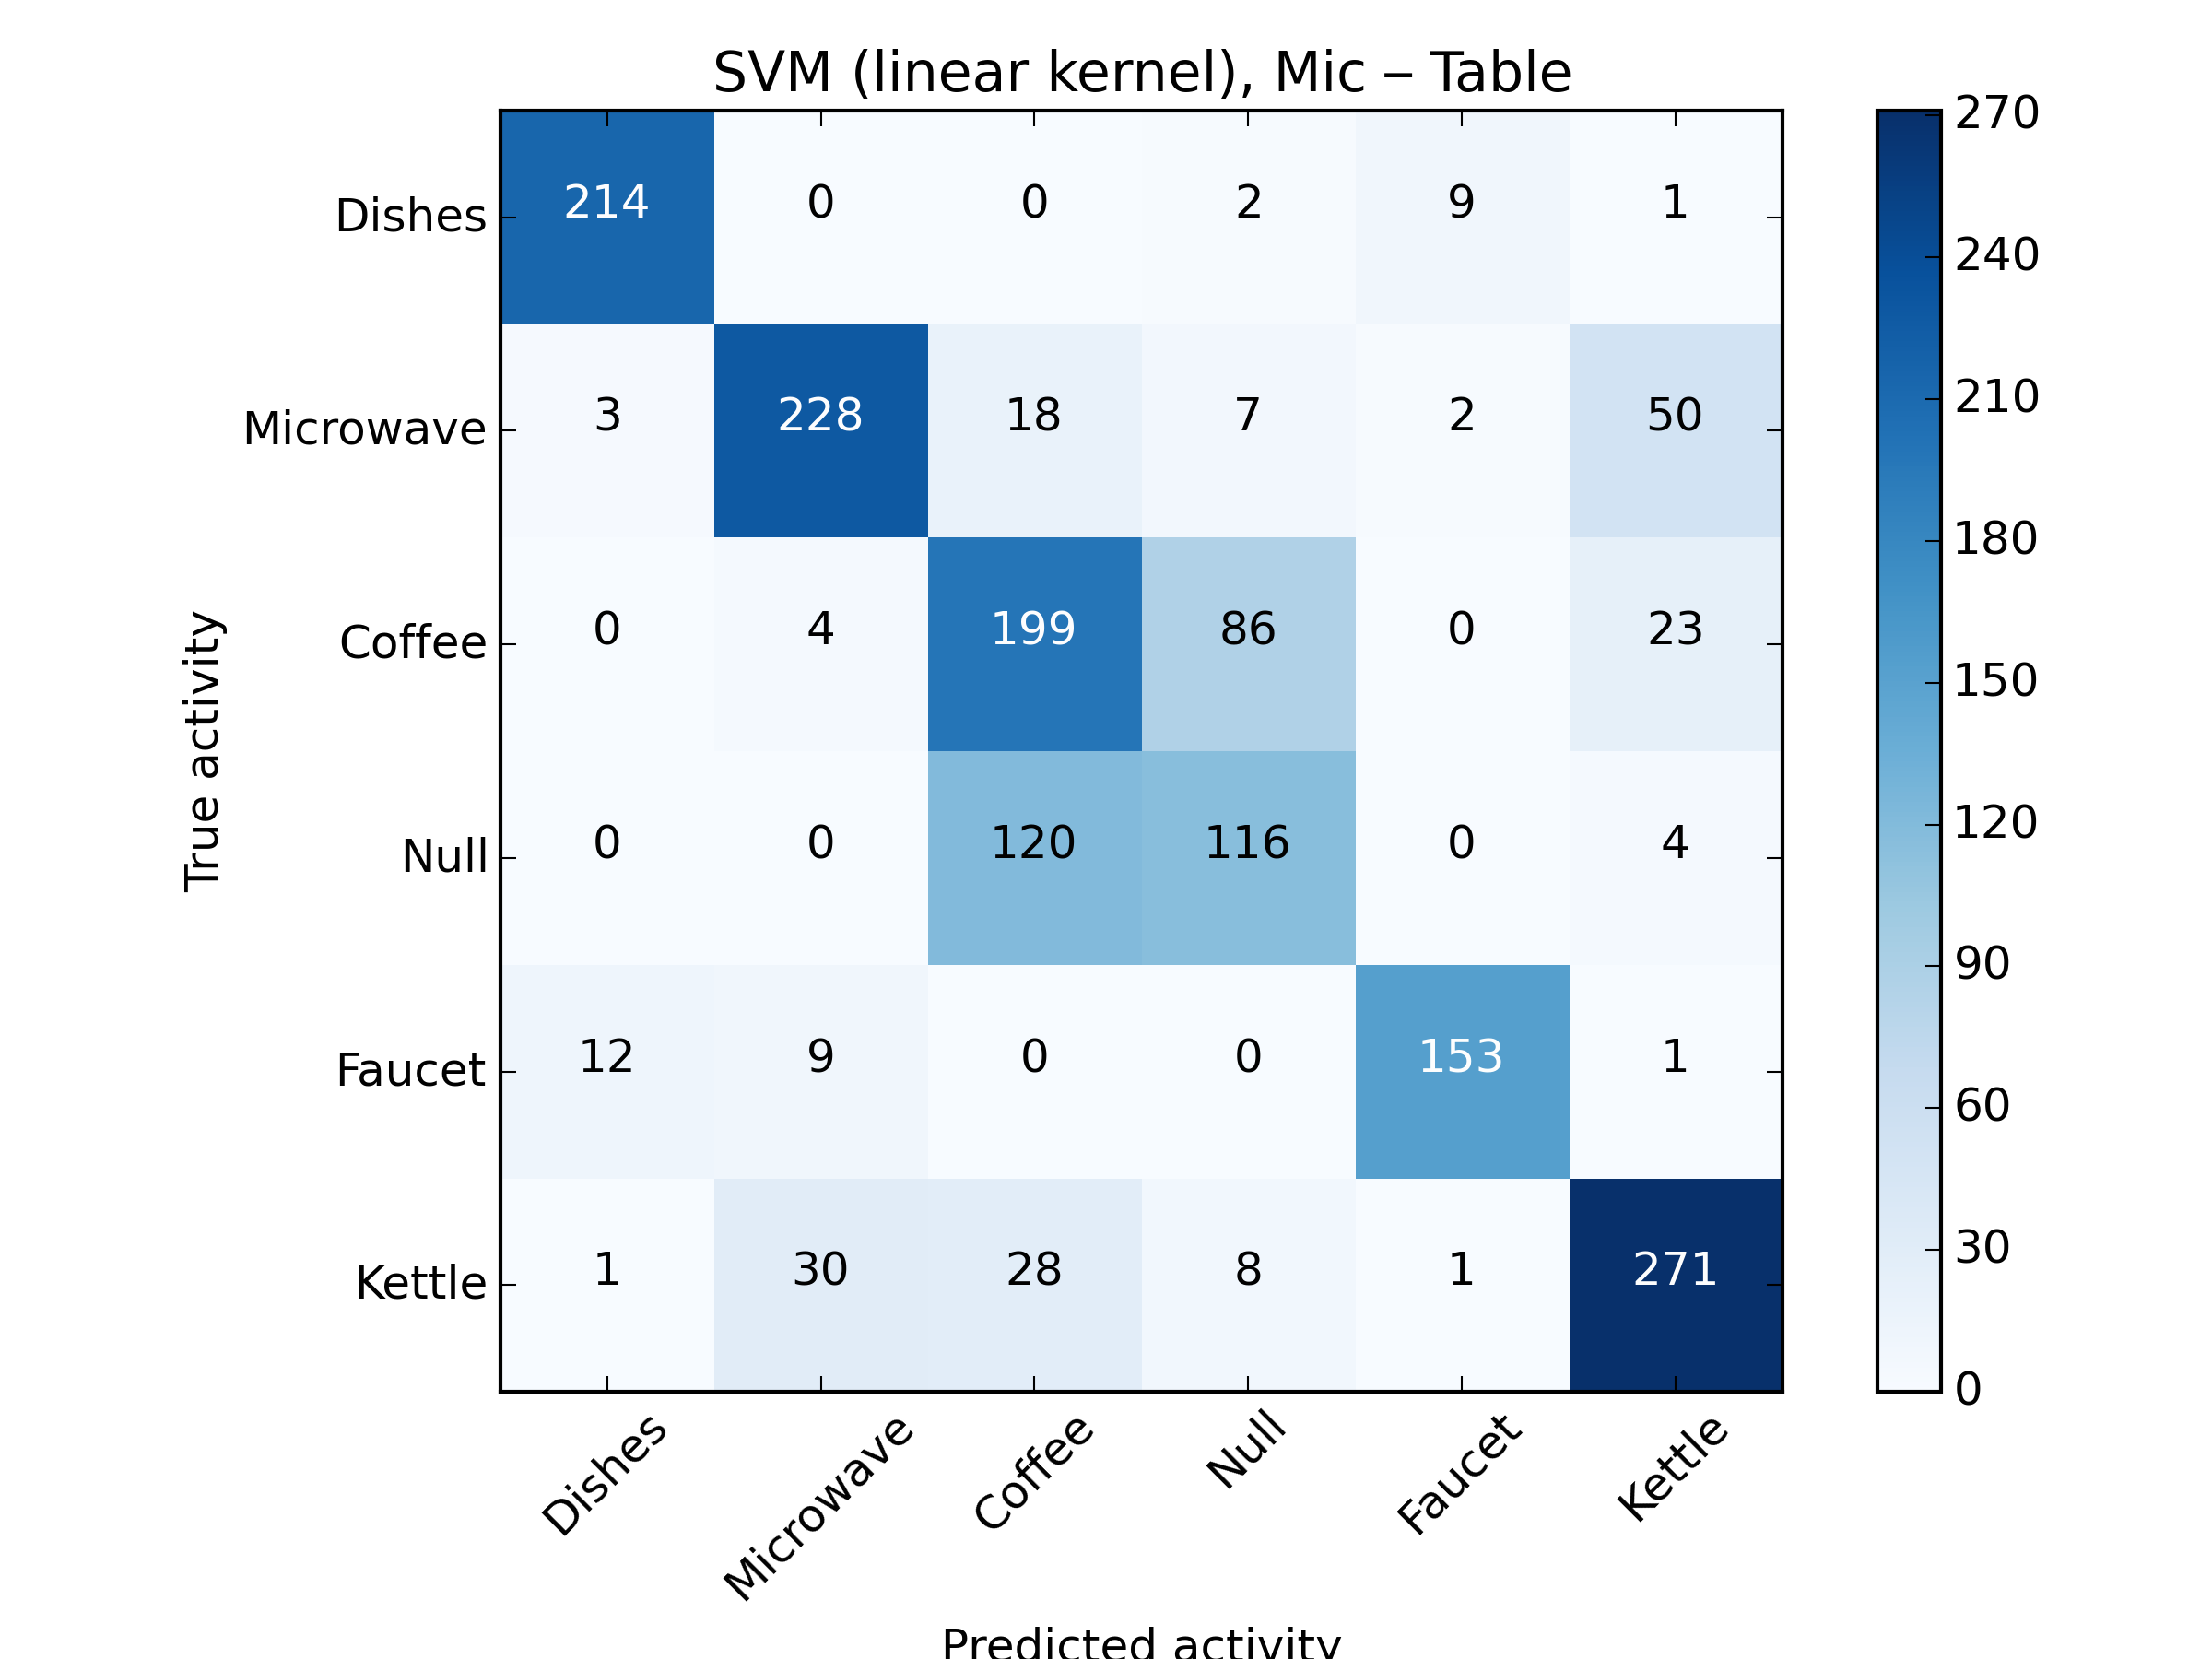 SVM (linear kernel), Mic – Table
Dishes 214 0 0 2 9 1
Microwave 3 228 18 7 2 50
Coffee 0 4 199 86 0 23
Null 0 0 120 116 0 4
Faucet 12 9 0 0 153 1
Kettle 1 30 28 8 1 271
True activity
Dishes Microwave Coffee Null Faucet Kettle
Predicted activity
270
240
210
180
150
120
90
60
30
0